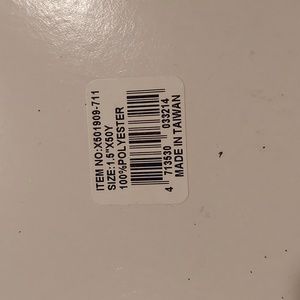 ITEM NO:X501909-711
SIZE:1.5"X50Y
100%POLYESTER
4 713530 033214
MADE IN TAIWAN